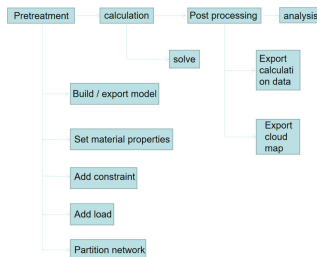 Pretreatment
calculation
Post processing
analysis
solve
Export
calculati
on data
Build / export model
Export
cloud
map
Set material properties
Add constraint
Add load
Partition network